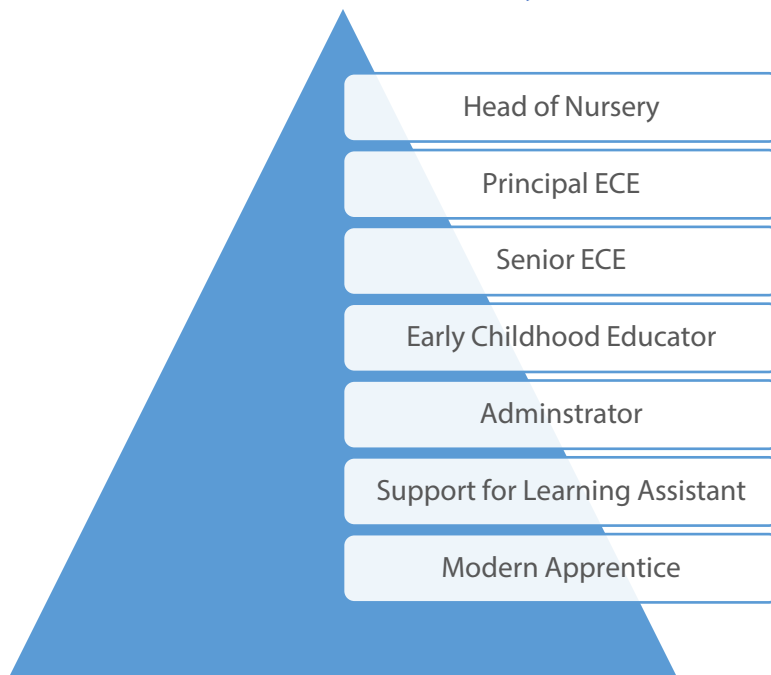 Head of Nursery
Principal ECE
Senior ECE
Early Childhood Educator
Adminstrator
Support for Learning Assistant
Modern Apprentice